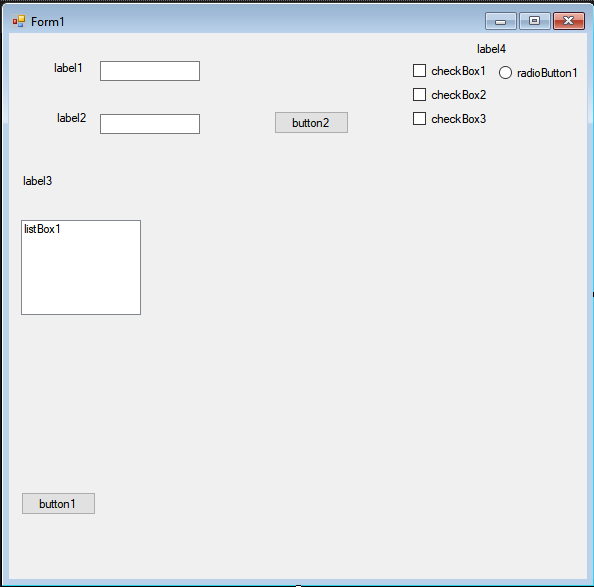 Form1
label4
label1
checkBox1
radioButton1
checkBox2
label2
button2
checkBox3
label3
listBox1
button1